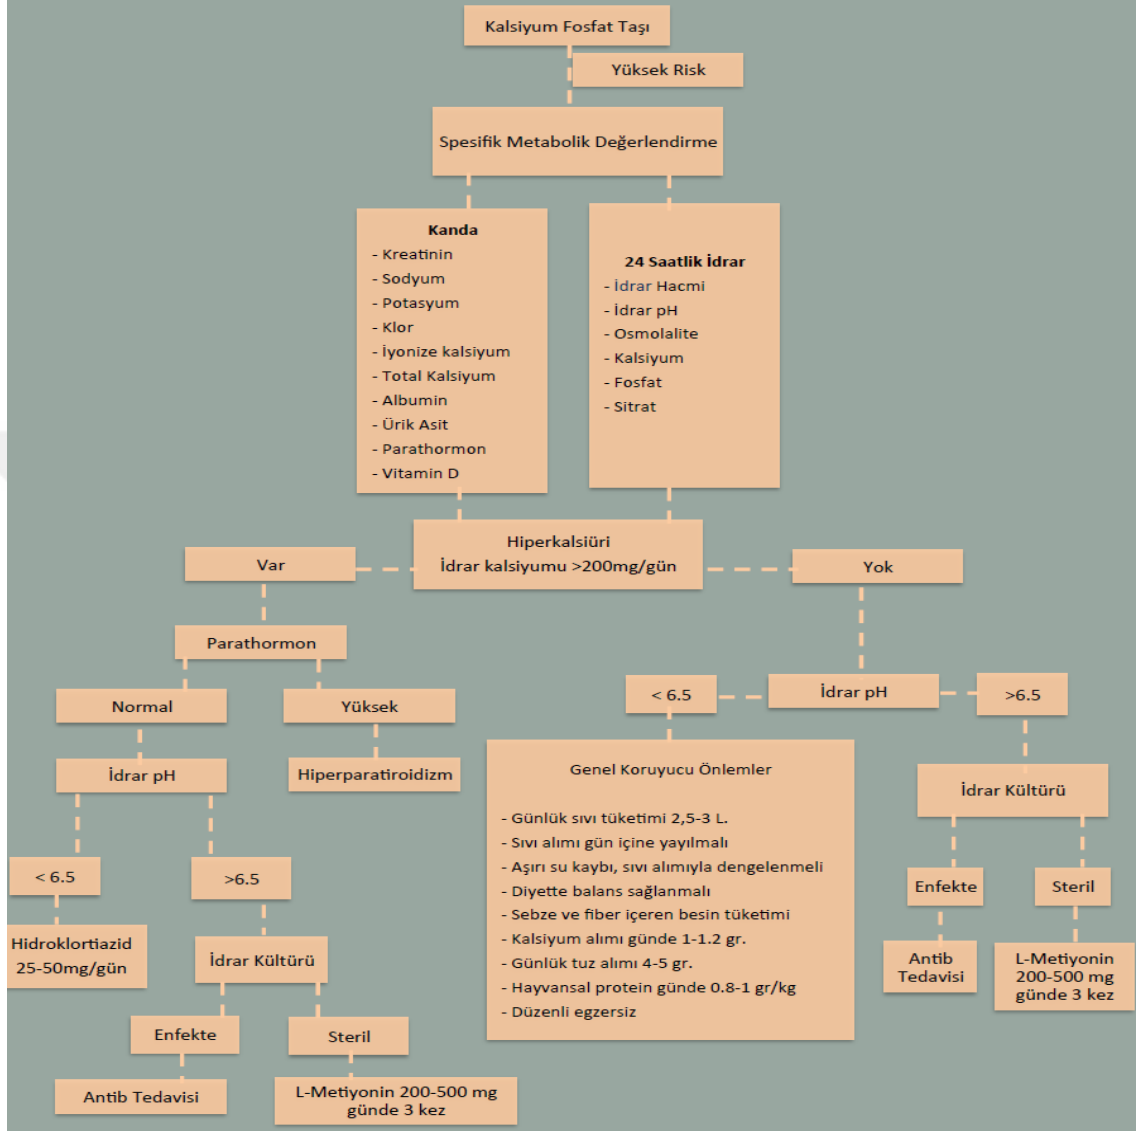 Kalsiyum Fosfat Taşı
Yüksek Risk
Spesifik Metabolik Değerlendirme
Kanda
- Kreatinin
- Sodyum
- Potasyum
- Klor
- İyonize kalsiyum
- Total Kalsiyum
- Albumin
- Ürik Asit
- Parathormon
- Vitamin D
24 Saatlik İdrar
- İdrar Hacmi
- İdrar pH
- Osmolalite
- Kalsiyum
- Fosfat
- Sitrat
Hiperkalsiüri
İdrar kalsiyumu >200mg/gün
Var
Yok
Parathormon
Normal
Yüksek
İdrar pH
Hiperparatiroidizm
< 6.5
>6.5
Hidroklortiazid
25-50mg/gün
İdrar Kültürü
Enfekte
Steril
Antib Tedavisi
L-Metiyonin 200-500 mg
günde 3 kez
İdrar pH
< 6.5
>6.5
Genel Koruyucu Önlemler
- Günlük sıvı tüketimi 2,5-3 L.
- Sıvı alımı gün içine yayılmalı
- Aşırı su kaybı, sıvı alımıyla dengelenmeli
- Diyette balans sağlanmalı
- Sebze ve fiber içeren besin tüketimi
- Kalsiyum alımı günde 1-1.2 gr.
- Günlük tuz alımı 4-5 gr.
- Hayvansal protein günde 0.8-1 gr/kg
- Düzenli egzersiz
İdrar Kültürü
Enfekte
Steril
Antib
Tedavisi
L-Metiyonin
200-500 mg
günde 3 kez